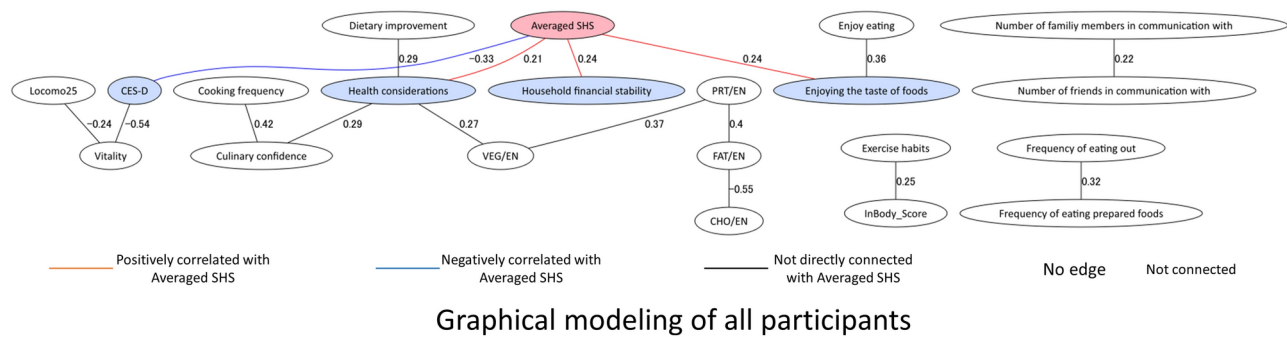 Dietary improvement
Averaged SHS
Enjoy eating
Number of familiy members in communication with
0.29
−0.33
0.21
0.24
0.24
0.36
0.22
Locomo25
CES-D
Cooking frequency
Health considerations
Household financial stability
PRT/EN
Enjoying the taste of foods
Number of friends in communication with
−0.24
−0.54
0.42
0.29
0.27
0.37
0.4
Vitality
Culinary confidence
VEG/EN
FAT/EN
Exercise habits
Frequency of eating out
−0.55
0.25
0.32
CHO/EN
InBody_Score
Frequency of eating prepared foods
Positively correlated with
Averaged SHS
Negatively correlated with
Averaged SHS
Not directly connected
with Averaged SHS
No edge
Not connected
Graphical modeling of all participants